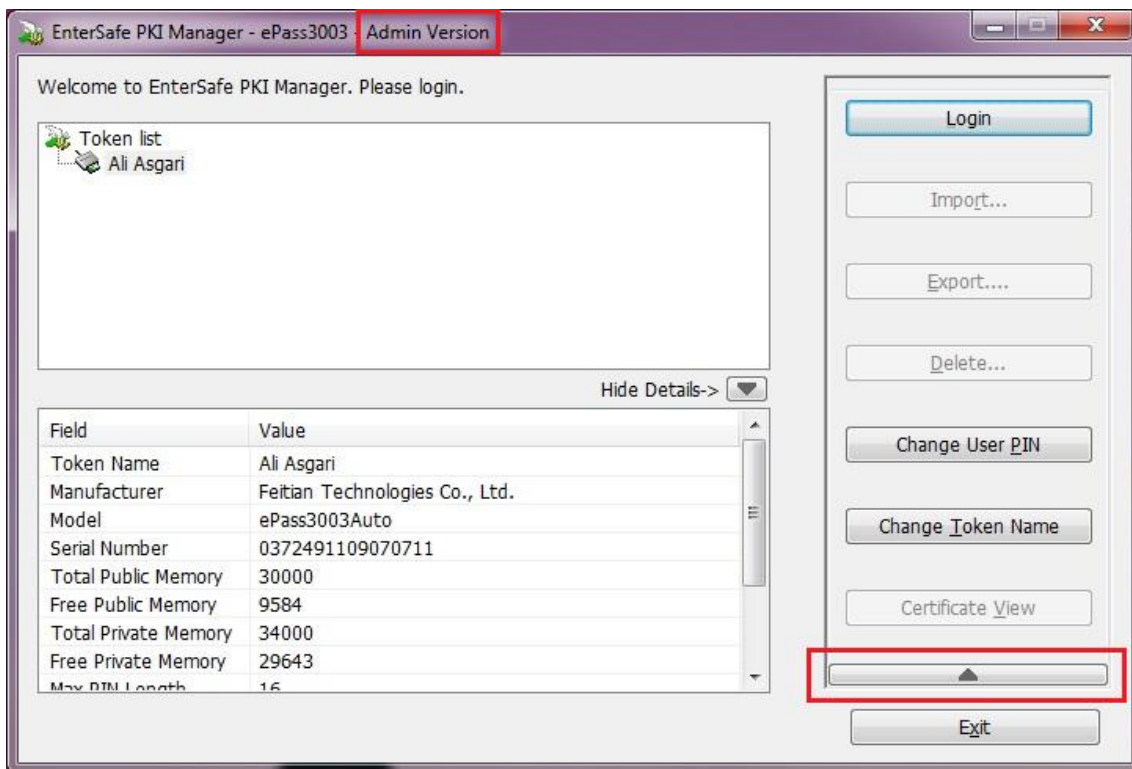 EnterSafe PKI Manager - ePass3003 - Admin Version
Welcome to EnterSafe PKI Manager. Please login.
Token list
Ali Asgari
Hide Details->
Field Value
Token Name Ali Asgari
Manufacturer Feitian Technologies Co., Ltd.
Model ePass3003Auto
Serial Number 0372491109070711
Total Public Memory 30000
Free Public Memory 9584
Total Private Memory 34000
Free Private Memory 29643
Max PIN Length 16
Login
Import...
Export....
Delete...
Change User PIN
Change Token Name
Certificate View
Exit